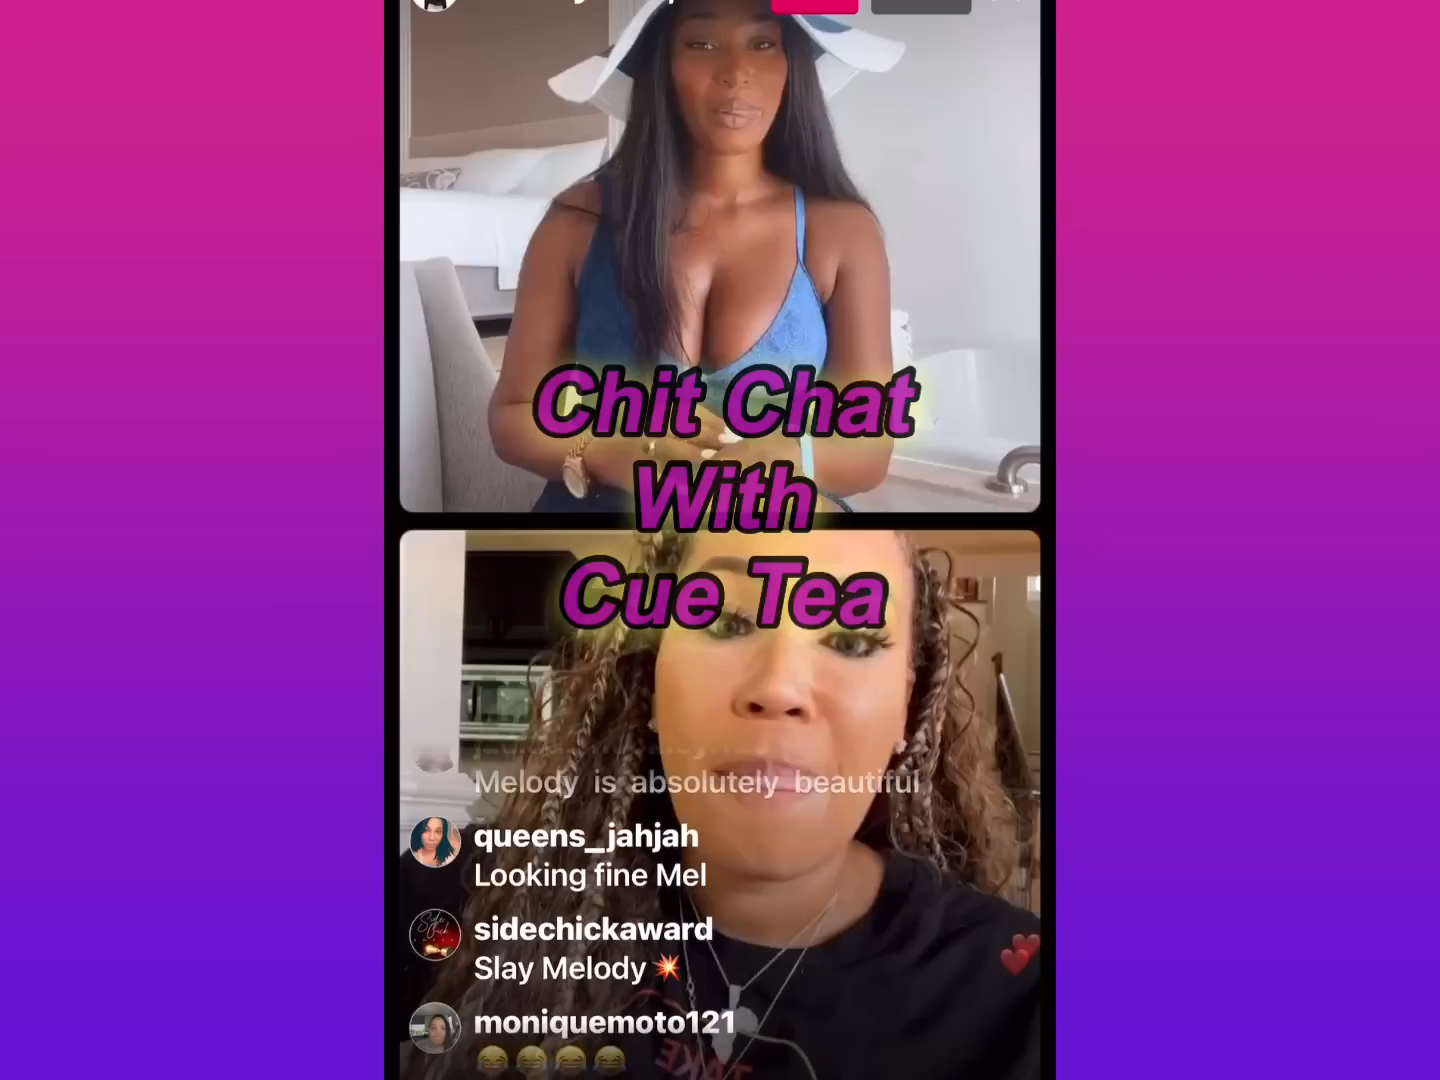 Chit Chat
With
Cue Tea
Melody is absolutely beautiful
queens_jahjah
Looking fine Mel
sidechickaward
Slay Melody 💥
moniquemoto121
😂😂😂😂